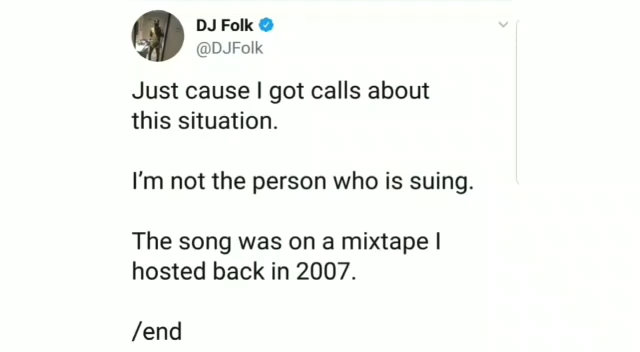 DJ Folk
@DJFolk
Just cause I got calls about
this situation.
I’m not the person who is suing.
The song was on a mixtape I
hosted back in 2007.
/end